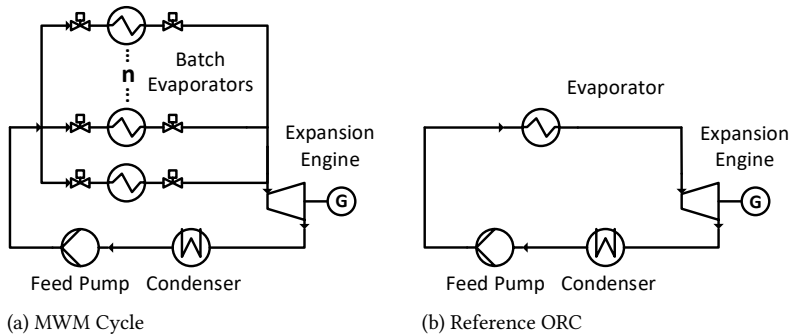 Batch
Evaporators
n
Expansion
Engine
G
Feed Pump
Condenser
(a) MWM Cycle
Evaporator
Expansion
Engine
G
Feed Pump
Condenser
(b) Reference ORC